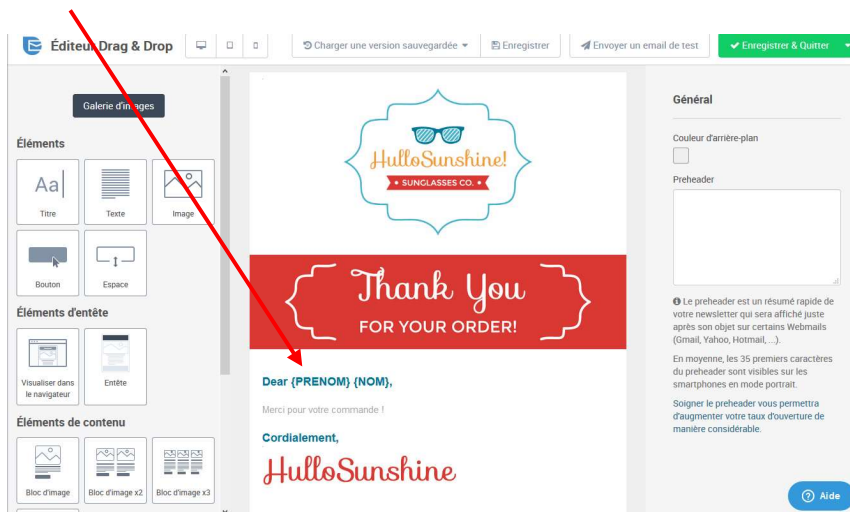 Éditeur Drag & Drop
Charger une version sauvegardée
Enregistrer
Envoyer un email de test
Enregistrer & Quitter
Galerie d'images
Éléments
Aa
Titre
Texte
Image
Bouton
Espace
Éléments d'entête
Visualiser dans
le navigateur
Entête
Éléments de contenu
Bloc d'image
Bloc d'image x2
Bloc d'image x3
HulloSunshine!
• SUNGLASSES CO. •
Thank You
FOR YOUR ORDER!
Dear {PRENOM} {NOM},
Merci pour votre commande !
Cordialement,
HulloSunshine
Général
Couleur d'arrière-plan
Preheader
Le preheader est un résumé rapide de
votre newsletter qui sera affiché juste
après son objet sur certains Webmails
(Gmail, Yahoo, Hotmail, ...).
En moyenne, les 35 premiers caractères
du preheader sont visibles sur les
smartphones en mode portrait.
Soigner le preheader vous permettra
d'augmenter votre taux d'ouverture de
manière considérable.
Aide